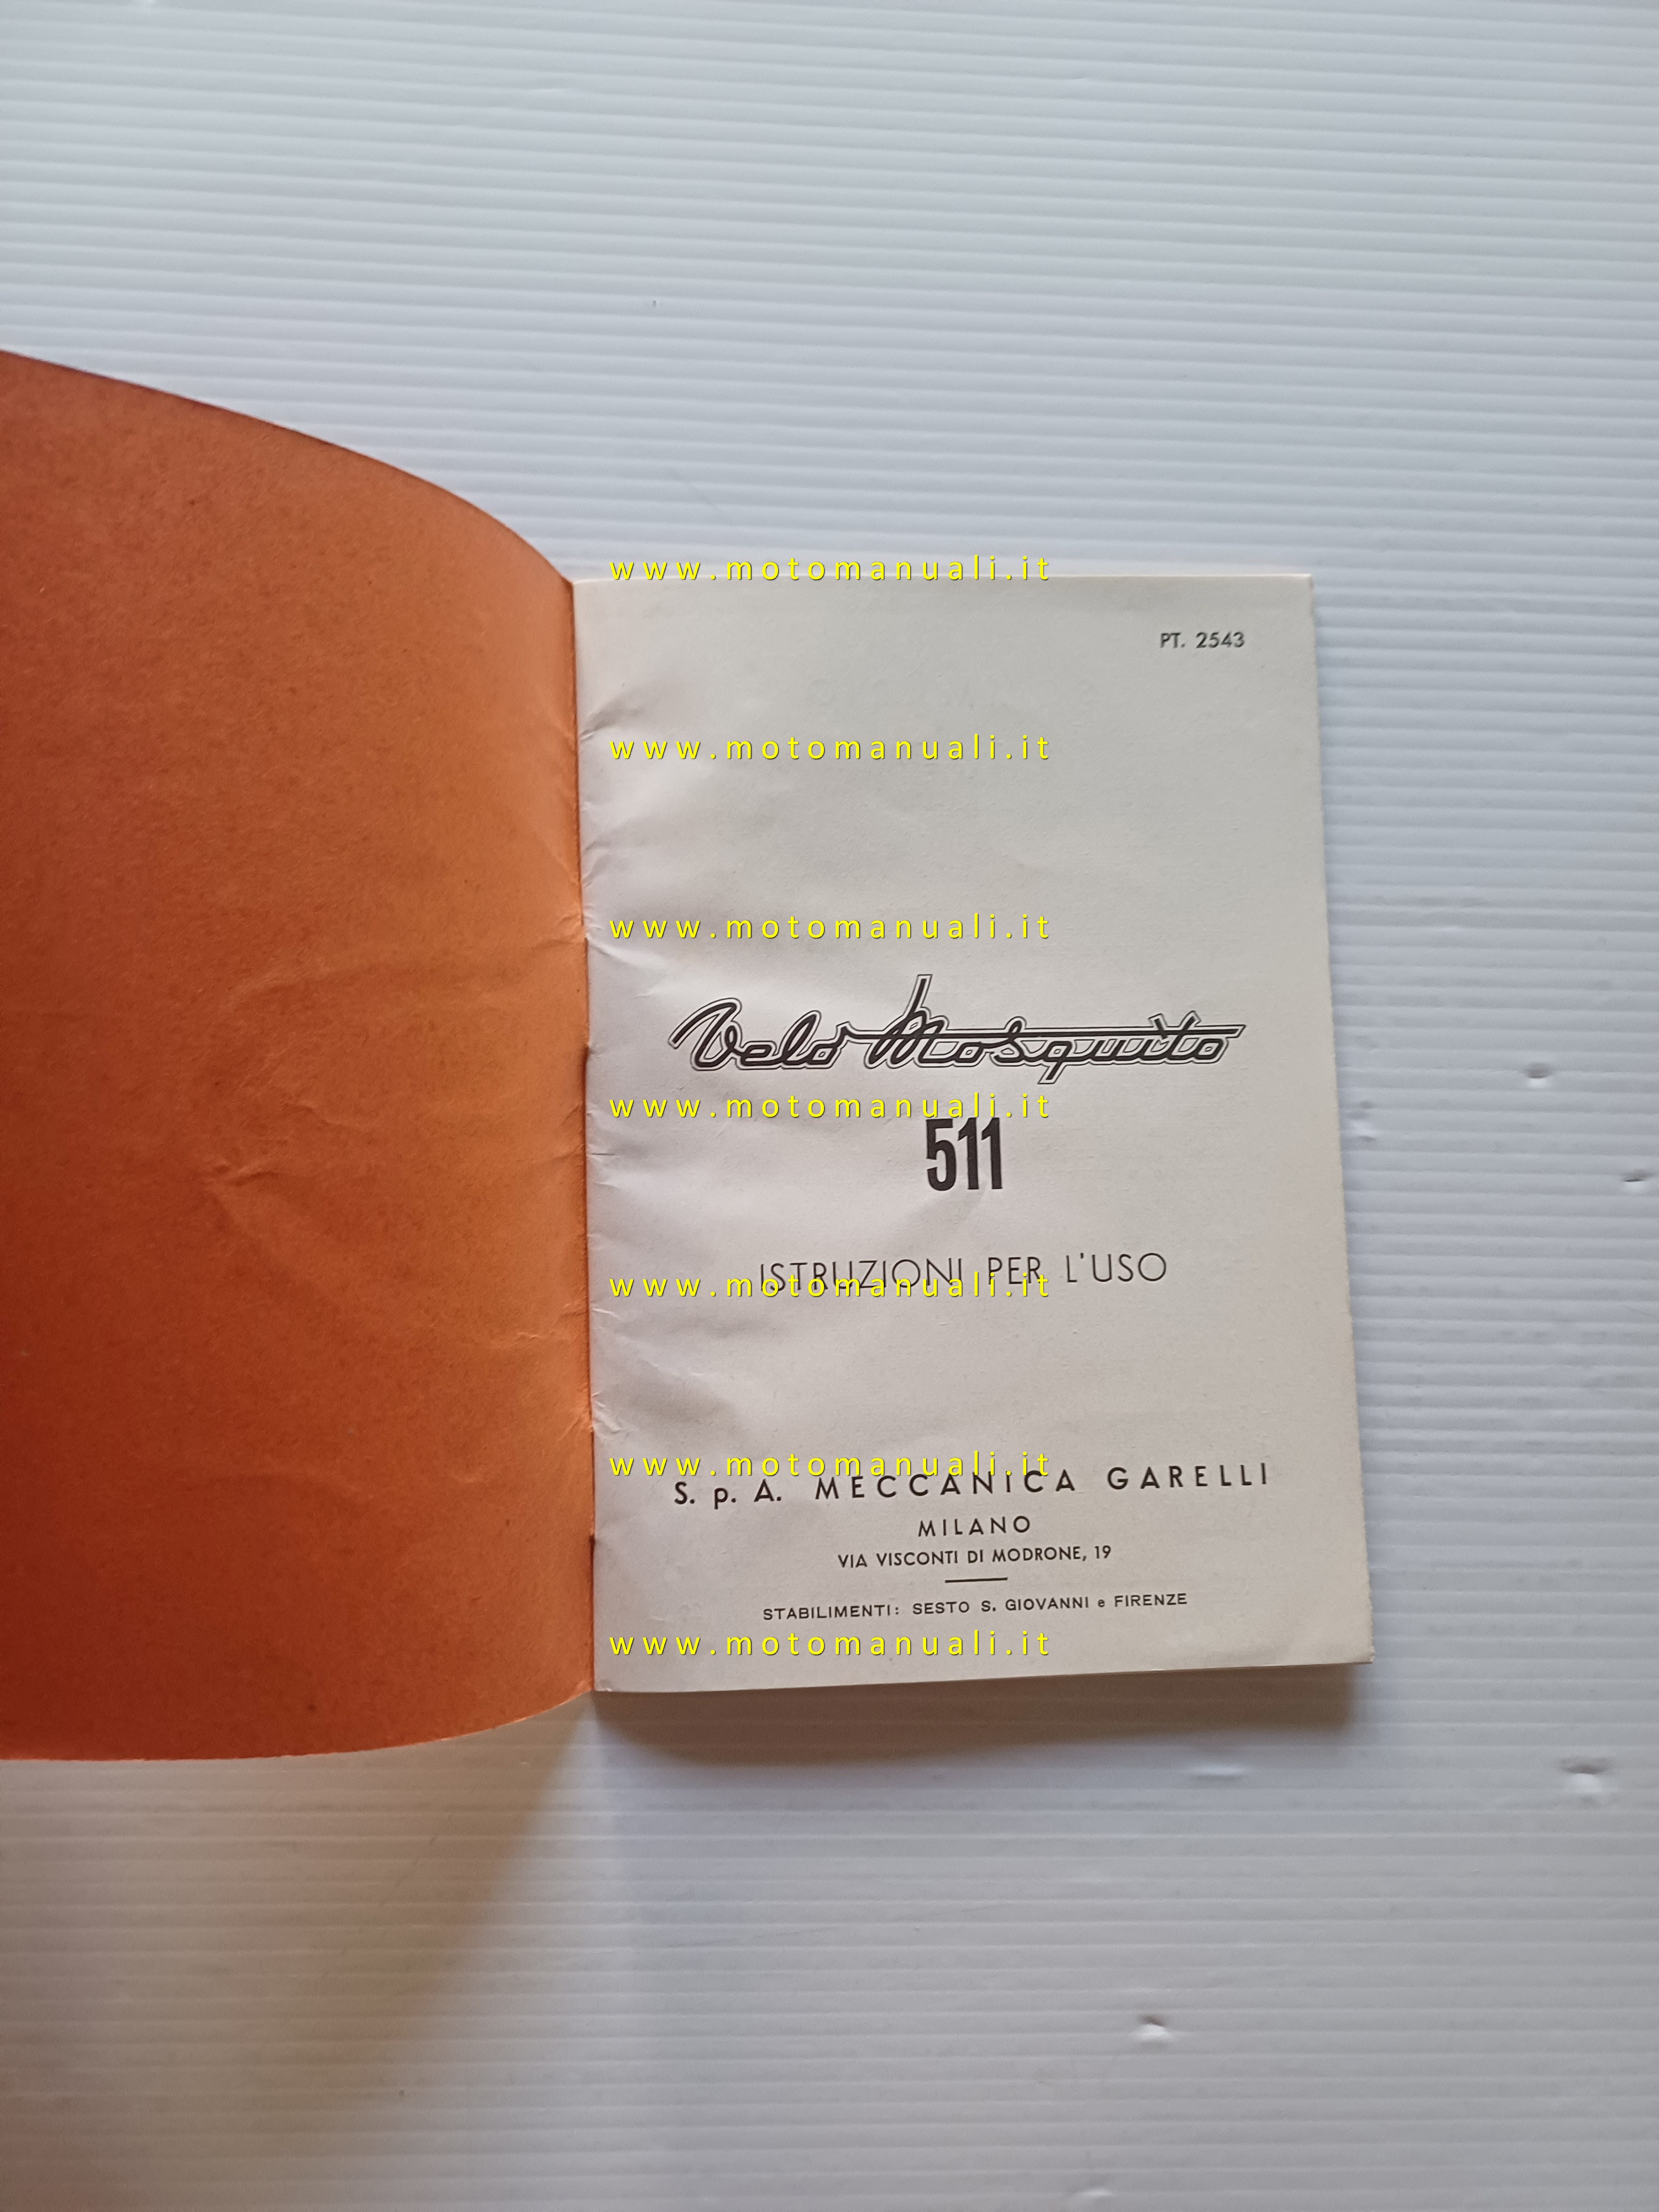 www.motomanuali.it
PT. 2543
www.motomanuali.it
www.motomanuali.it
Velo Mosquito
www.motomanuali.it
511
ISTRUZIONI PER L'USO
www.motomanuali.it
www.motomanuali.it
S. p. A. MECCANICA GARELLI
MILANO
VIA VISCONTI DI MODRONE, 19
STABILIMENTI: SESTO S. GIOVANNI e FIRENZE
www.motomanuali.it